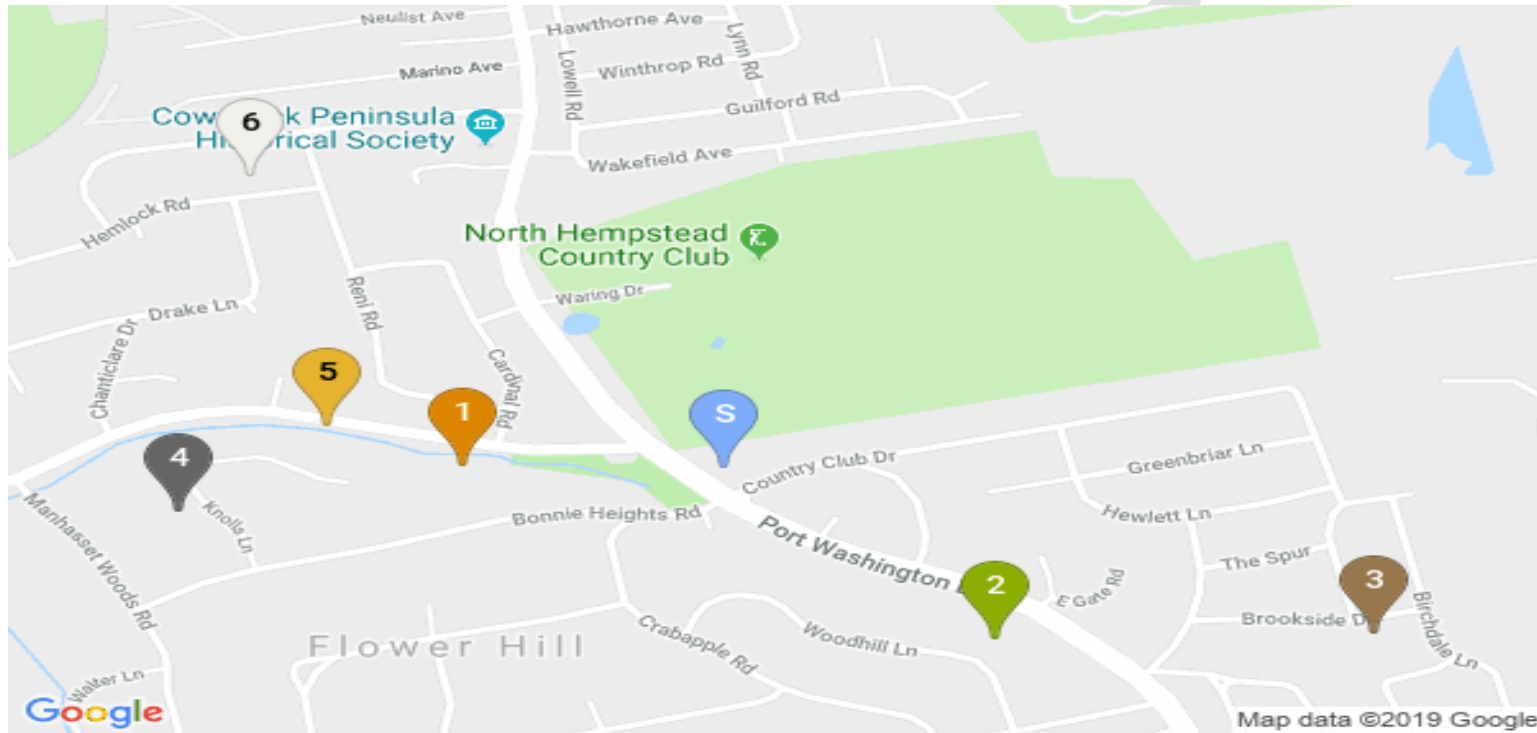 Neulist Ave
Hawthorne Ave
Lynn Rd
Marino Ave
Lowell Rd
Winthrop Rd
Guilford Rd
6
Peninsula
Society
Wakefield Ave
Hemlock Rd
North Hempstead
Country Club
Reni Rd
Waring Dr
Drake Ln
Chanticlare Dr
Cardinal Rd
5
1
S
4
Country Club Dr
Greenbriar Ln
Knolls Ln
Bonnie Heights Rd
Hewlett Ln
Manhasset Woods Rd
Port Washington
The Spur
2
E Gate Rd
3
Birchdale Ln
Brookside
Flower Hill
Crabapple Rd
Woodhill Ln
Walter Ln
Google
Map data ©2019 Google